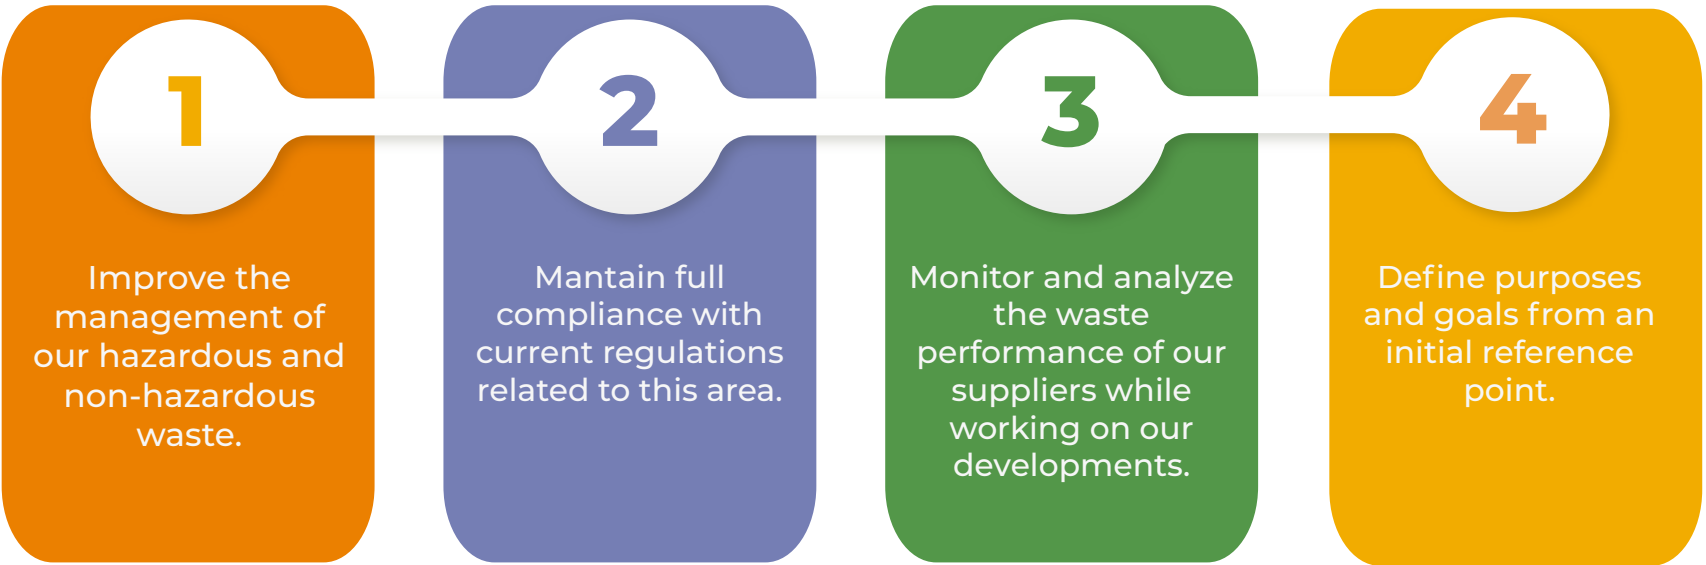 1
Improve the
management of
our hazardous and
non-hazardous
waste.
2
Mantain full
compliance with
current regulations
related to this area.
3
Monitor and analyze
the waste
performance of our
suppliers while
working on our
developments.
4
Define purposes
and goals from an
initial reference
point.